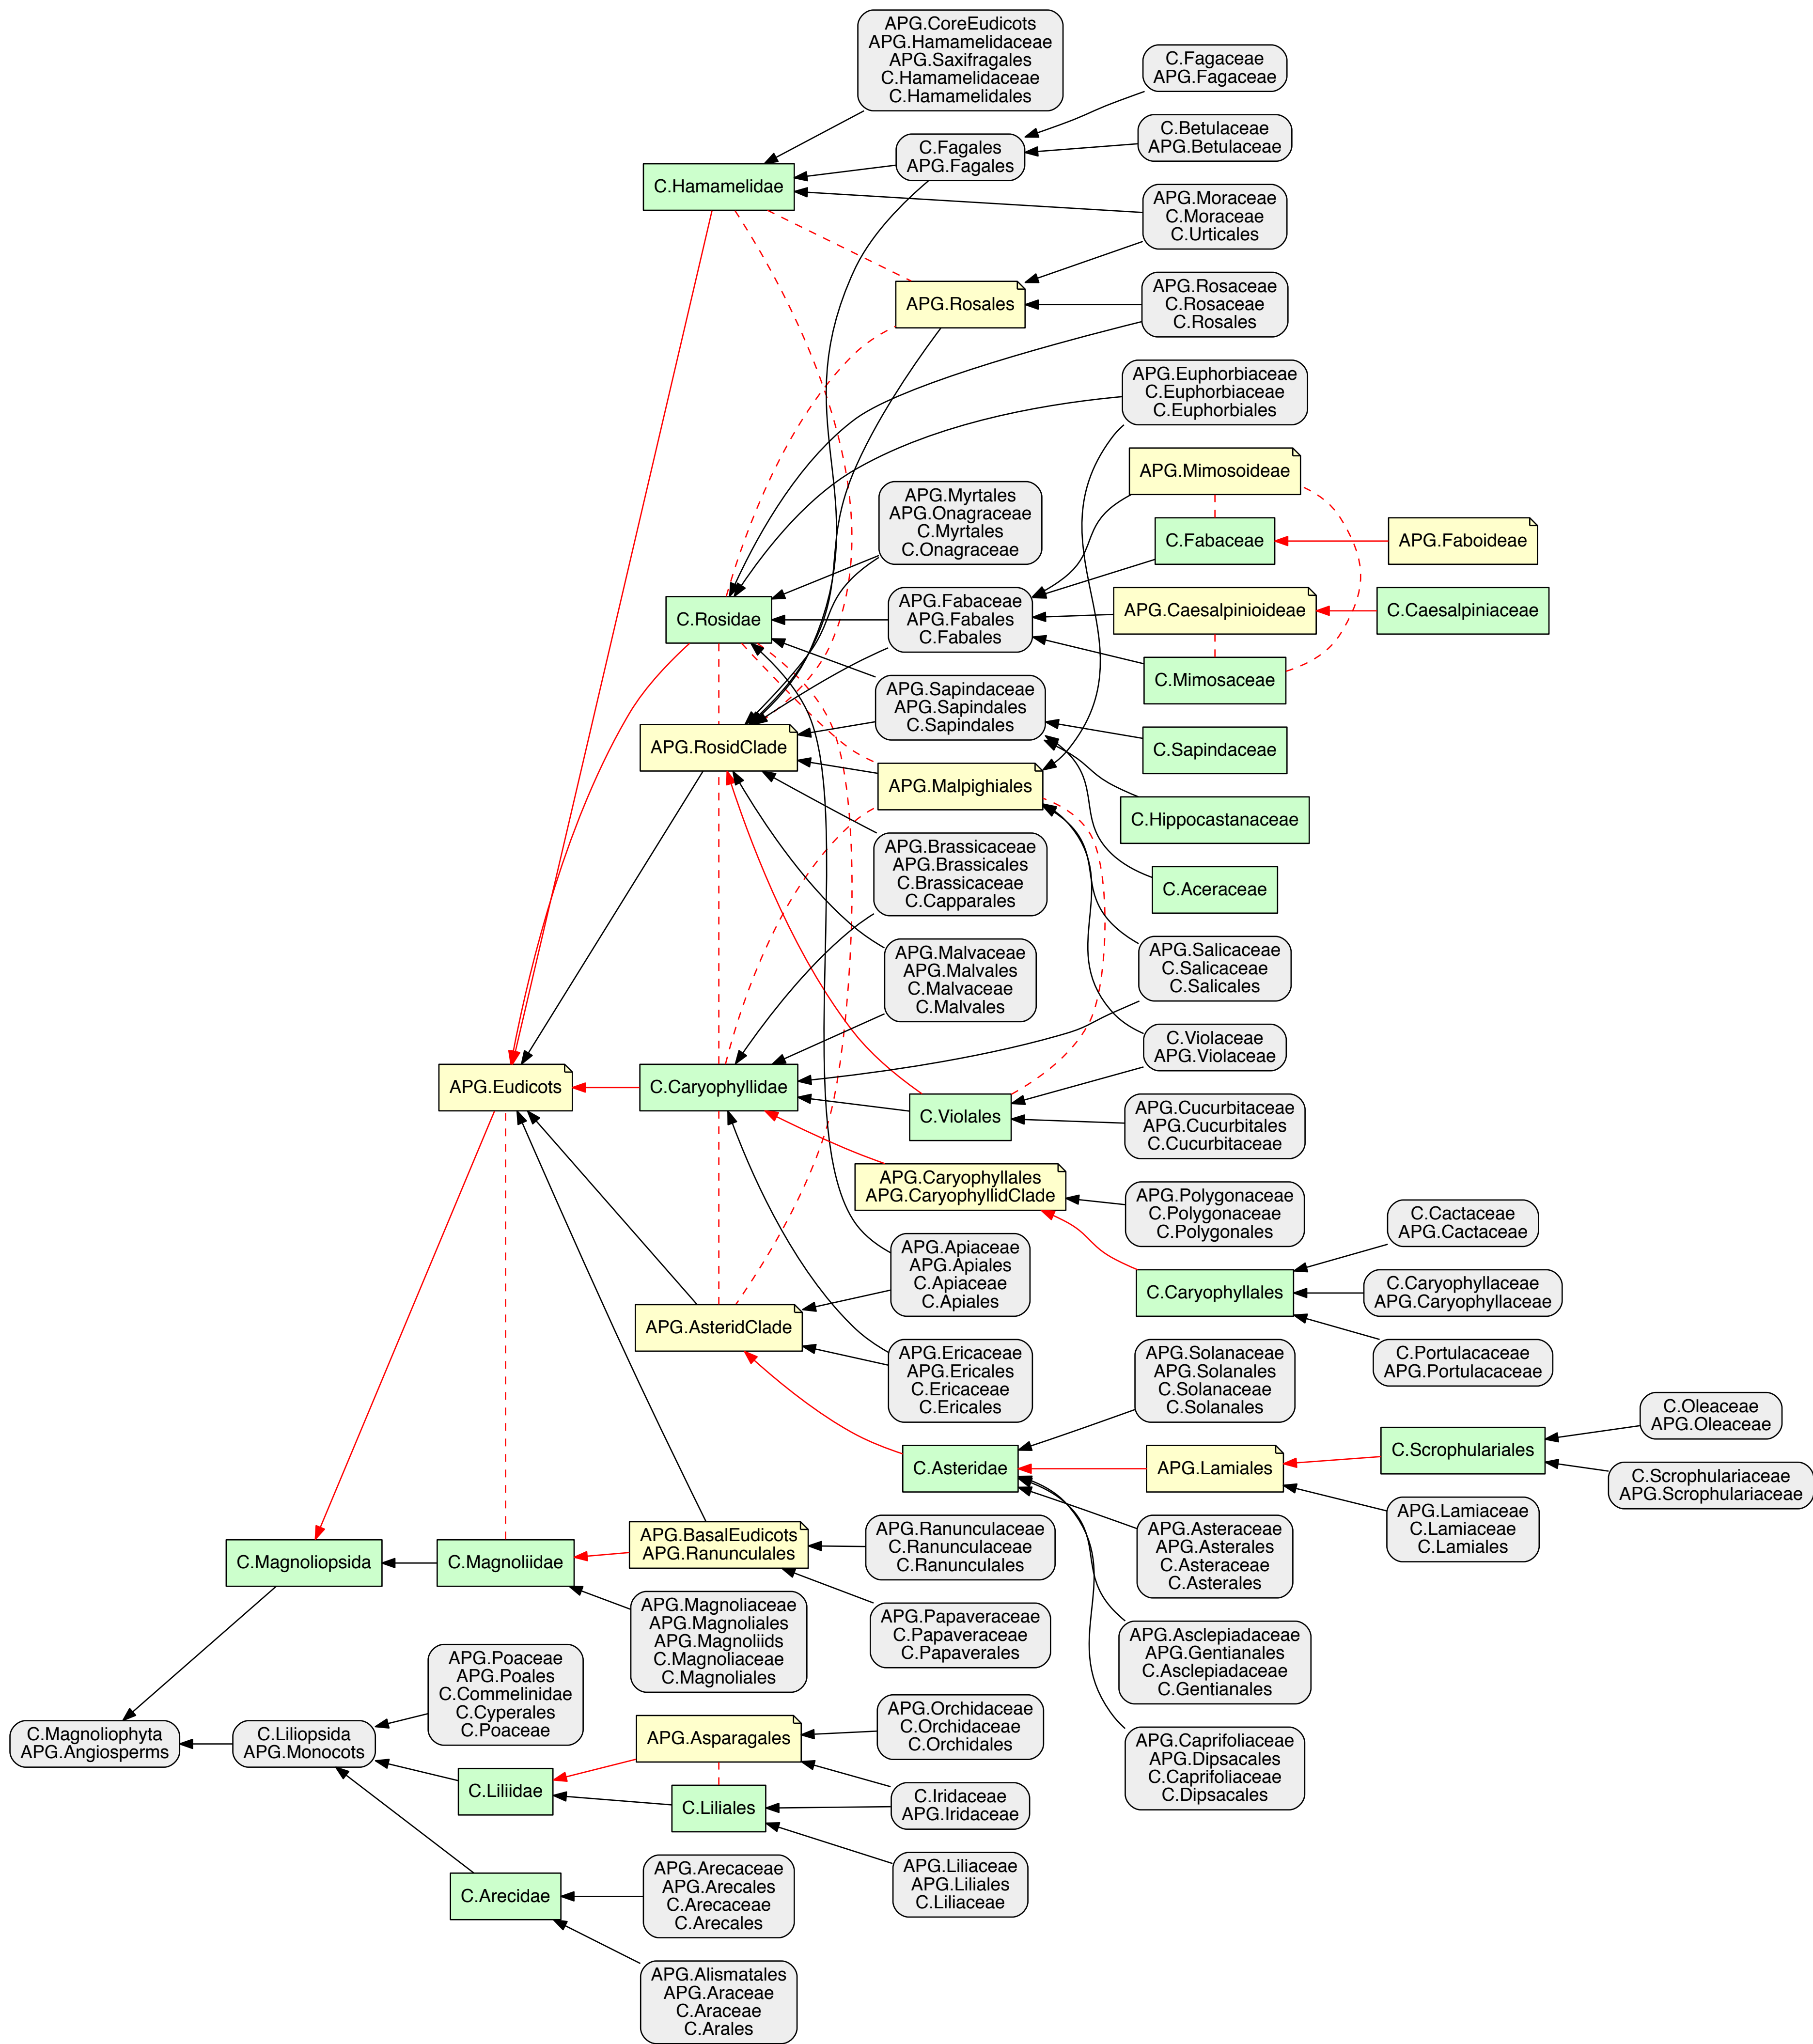 APG.CoreEudicots
APG.Hamamelidaceae
APG.Saxifragales
C.Hamamelidaceae
C.Hamamelidales
C.Fagaceae
APG.Fagaceae
C.Betulaceae
APG.Betulaceae
C.Fagales
APG.Fagales
C.Hamamelidae
APG.Moraceae
C.Moraceae
C.Urticales
APG.Rosales
APG.Rosaceae
C.Rosaceae
C.Rosales
APG.Euphorbiaceae
C.Euphorbiaceae
C.Euphorbiales
APG.Mimosoideae
APG.Myrtales
APG.Onagraceae
C.Myrtales
C.Onagraceae
C.Fabaceae
APG.Faboideae
C.Rosidae
APG.Fabaceae
APG.Fabales
C.Fabales
APG.Caesalpinioideae
C.Caesalpiniaceae
C.Mimosaceae
APG.Sapindaceae
APG.Sapindales
C.Sapindales
APG.RosidClade
C.Sapindaceae
APG.Malpighiales
C.Hippocastanaceae
APG.Brassicaceae
APG.Brassicales
C.Brassicaceae
C.Capparales
C.Aceraceae
APG.Malvaceae
APG.Malvales
C.Malvaceae
C.Malvales
APG.Salicaceae
C.Salicaceae
C.Salicales
C.Violaceae
APG.Violaceae
APG.Eudicots
C.Caryophyllidae
C.Violales
APG.Cucurbitaceae
APG.Cucurbitales
C.Cucurbitaceae
APG.Caryophyllales
APG.CaryophyllidClade
APG.Polygonaceae
C.Polygonaceae
C.Polygonales
C.Cactaceae
APG.Cactaceae
APG.Apiaceae
APG.Apiales
C.Apiaceae
C.Apiales
C.Caryophyllales
C.Caryophyllaceae
APG.Caryophyllaceae
APG.AsteridClade
APG.Ericaceae
APG.Ericales
C.Ericaceae
C.Ericales
APG.Solanaceae
APG.Solanales
C.Solanaceae
C.Solanales
C.Portulacaceae
APG.Portulacaceae
C.Oleaceae
APG.Oleaceae
C.Asteridae
APG.Lamiales
C.Scrophulariales
C.Scrophulariaceae
APG.Scrophulariaceae
APG.Lamiaceae
C.Lamiaceae
C.Lamiales
C.Magnoliopsida
C.Magnoliidae
APG.BasalEudicots
APG.Ranunculales
APG.Ranunculaceae
C.Ranunculaceae
C.Ranunculales
APG.Asteraceae
APG.Asterales
C.Asteraceae
C.Asterales
APG.Magnoliaceae
APG.Magnoliales
APG.Magnoliids
C.Magnoliaceae
C.Magnoliales
APG.Papaveraceae
C.Papaveraceae
C.Papaverales
APG.Asclepiadaceae
APG.Gentianales
C.Asclepiadaceae
C.Gentianales
APG.Poaceae
APG.Poales
C.Commelinidae
C.Cyperales
C.Poaceae
C.Magnoliophyta
APG.Angiosperms
C.Liliopsida
APG.Monocots
APG.Asparagales
APG.Orchidaceae
C.Orchidaceae
C.Orchidales
APG.Caprifoliaceae
APG.Dipsacales
C.Caprifoliaceae
C.Dipsacales
C.Liliidae
C.Liliales
C.Iridaceae
APG.Iridaceae
APG.Liliaceae
APG.Liliales
C.Liliaceae
C.Arecidae
APG.Arecaceae
APG.Arecales
C.Arecaceae
C.Arecales
APG.Alismatales
APG.Araceae
C.Araceae
C.Arales